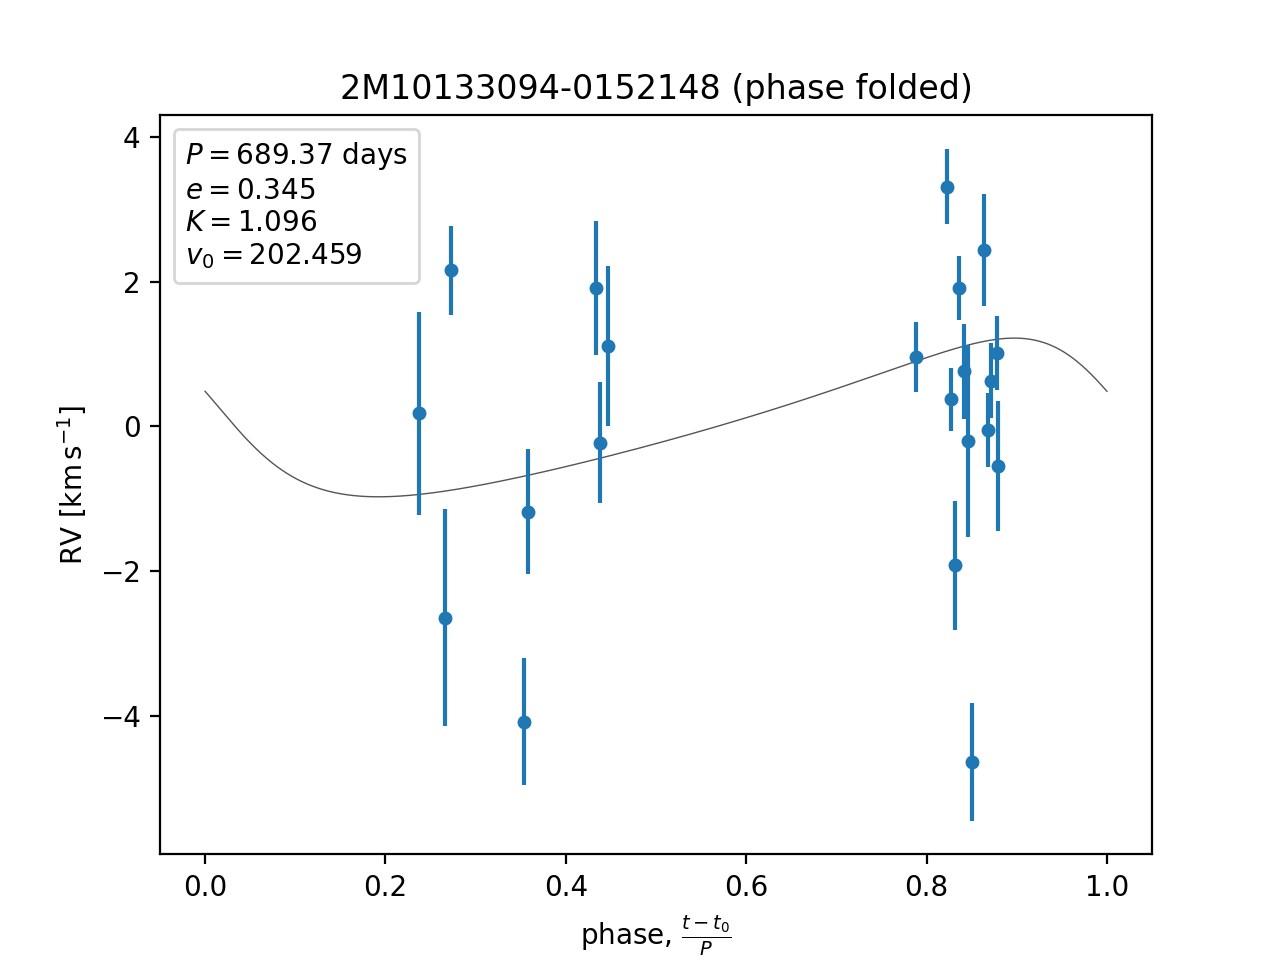 2M10133094-0152148 (phase folded)
P = 689.37 days
e = 0.345
K = 1.096
v₀ = 202.459
4
2
0
−2
−4
RV [km s⁻¹]
0.0 0.2 0.4 0.6 0.8 1.0
phase, (t − t₀)/P